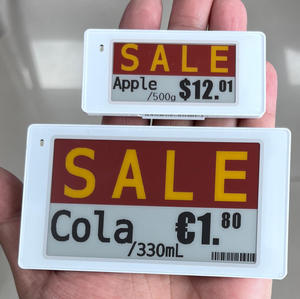 SALE
Apple
/500g $12.01
SALE
Cola
/330mL €1.80